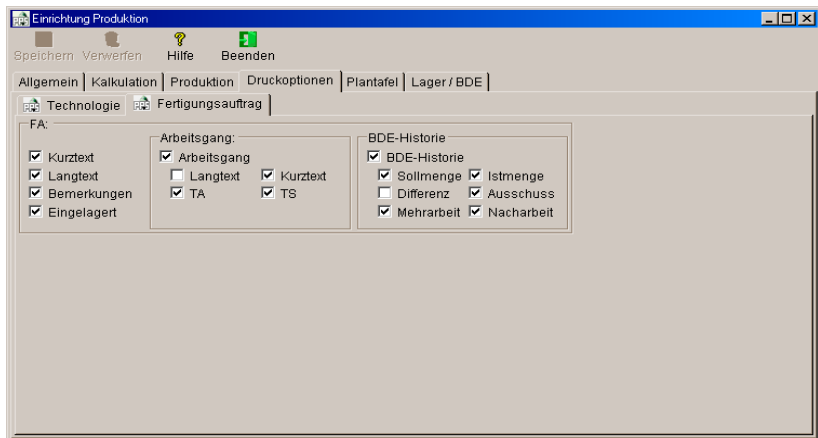 Einrichtung Produktion
Speichern Verwerfen Hilfe Beenden
Allgemein Kalkulation Produktion Druckoptionen Plantafel Lager / BDE
Technologie Fertigungsauftrag
FA:
Arbeitsgang: BDE-Historie
Kurztext Arbeitsgang BDE-Historie
Langtext Langtext Kurztext Sollmenge Istmenge
Bemerkungen TA TS Differenz Ausschuss
Eingelagert Mehrarbeit Nacharbeit